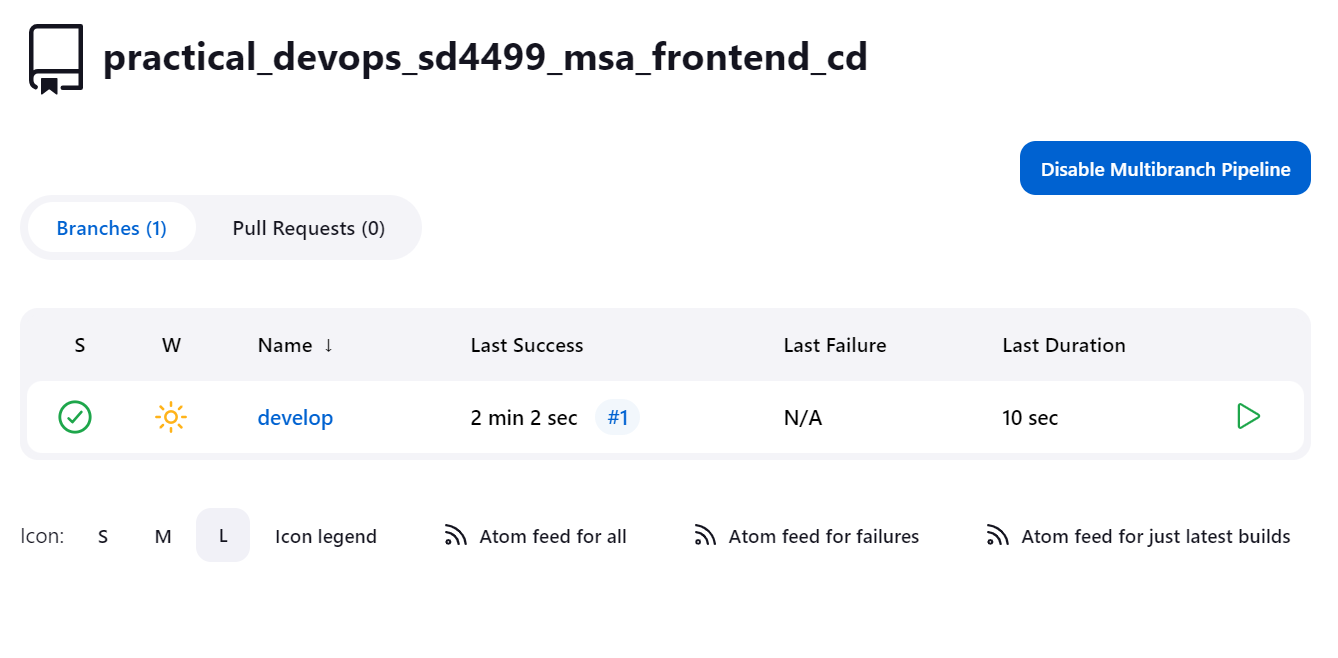 practical_devops_sd4499_msa_frontend_cd
Disable Multibranch Pipeline
Branches (1) Pull Requests (0)
S W Name ↓ Last Success Last Failure Last Duration
develop 2 min 2 sec #1 N/A 10 sec
Icon: S M L Icon legend Atom feed for all Atom feed for failures Atom feed for just latest builds